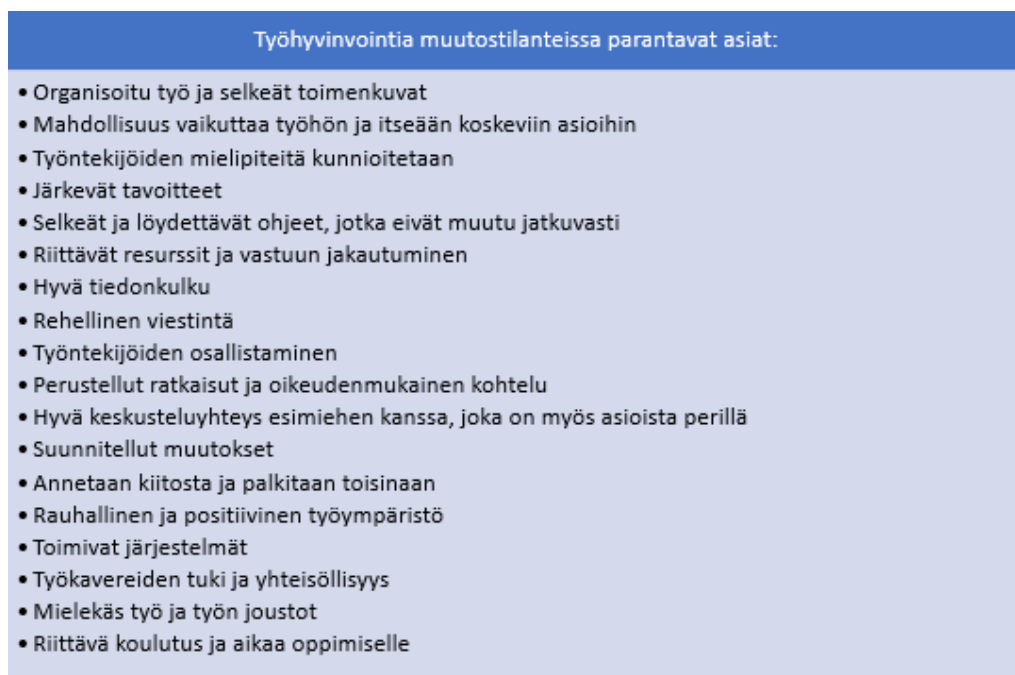 Työhyvinvointia muutostilanteissa parantavat asiat:
• Organisoitu työ ja selkeät toimenkuvat
• Mahdollisuus vaikuttaa työhön ja itseään koskeviin asioihin
• Työntekijöiden mielipiteitä kunnioitetaan
• Järkevät tavoitteet
• Selkeät ja löydettävät ohjeet, jotka eivät muutu jatkuvasti
• Riittävät resurssit ja vastuun jakautuminen
• Hyvä tiedonkulku
• Rehellinen viestintä
• Työntekijöiden osallistaminen
• Perustellut ratkaisut ja oikeudenmukainen kohtelu
• Hyvä keskusteluyhteys esimiehen kanssa, joka on myös asioista perillä
• Suunnitellut muutokset
• Annetaan kiitosta ja palkitaan toisinaan
• Rauhallinen ja positiivinen työympäristö
• Toimivat järjestelmät
• Työkavereiden tuki ja yhteisöllisyys
• Mielekäs työ ja työn joustot
• Riittävä koulutus ja aikaa oppimiselle